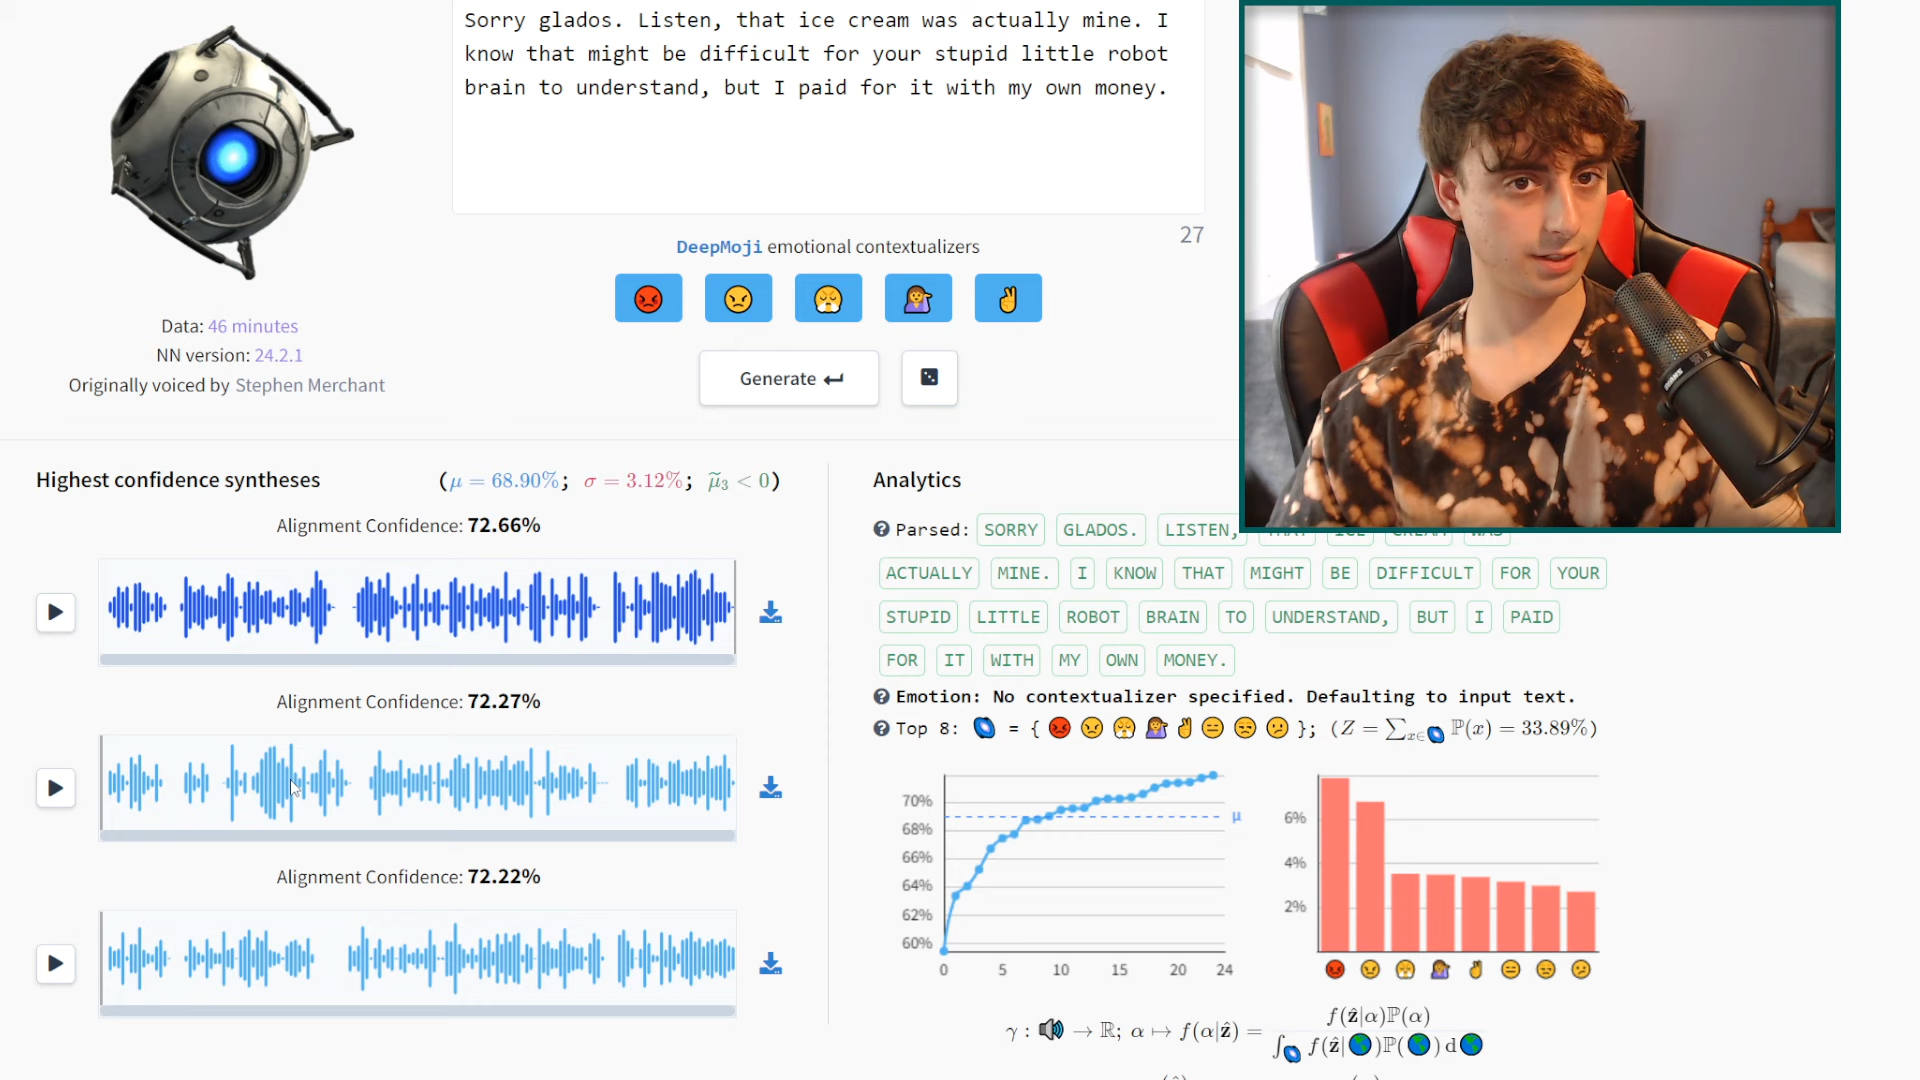 Sorry glados. Listen, that ice cream was actually mine. I
know that might be difficult for your stupid little robot
brain to understand, but I paid for it with my own money.
27
DeepMoji emotional contextualizers
Generate
Data: 46 minutes
NN version: 24.2.1
Originally voiced by Stephen Merchant
Highest confidence syntheses (μ = 68.90%; σ = 3.12%; μ̃₃ < 0)
Alignment Confidence: 72.66%
Alignment Confidence: 72.27%
Alignment Confidence: 72.22%
Analytics
Parsed: SORRY GLADOS. LISTEN, THAT ICE CREAM WAS
ACTUALLY MINE. I KNOW THAT MIGHT BE DIFFICULT FOR YOUR
STUPID LITTLE ROBOT BRAIN TO UNDERSTAND, BUT I PAID
FOR IT WITH MY OWN MONEY.
Emotion: No contextualizer specified. Defaulting to input text.
Top 8: 🌀 = { 😡 😠 😤 🤦‍♀️ ✌ 😑 😒 😕 }; (Z = ∑x∈🌀 ℙ(x) = 33.89%)
70%
68%
66%
64%
62%
60%
0 5 10 15 20 24
μ
6%
4%
2%
γ : 🔊 → ℝ; α ↦ f(α|ẑ) = f(ẑ|α)ℙ(α)
∫🌀 f(ẑ|🌎)ℙ(🌎) d🌎